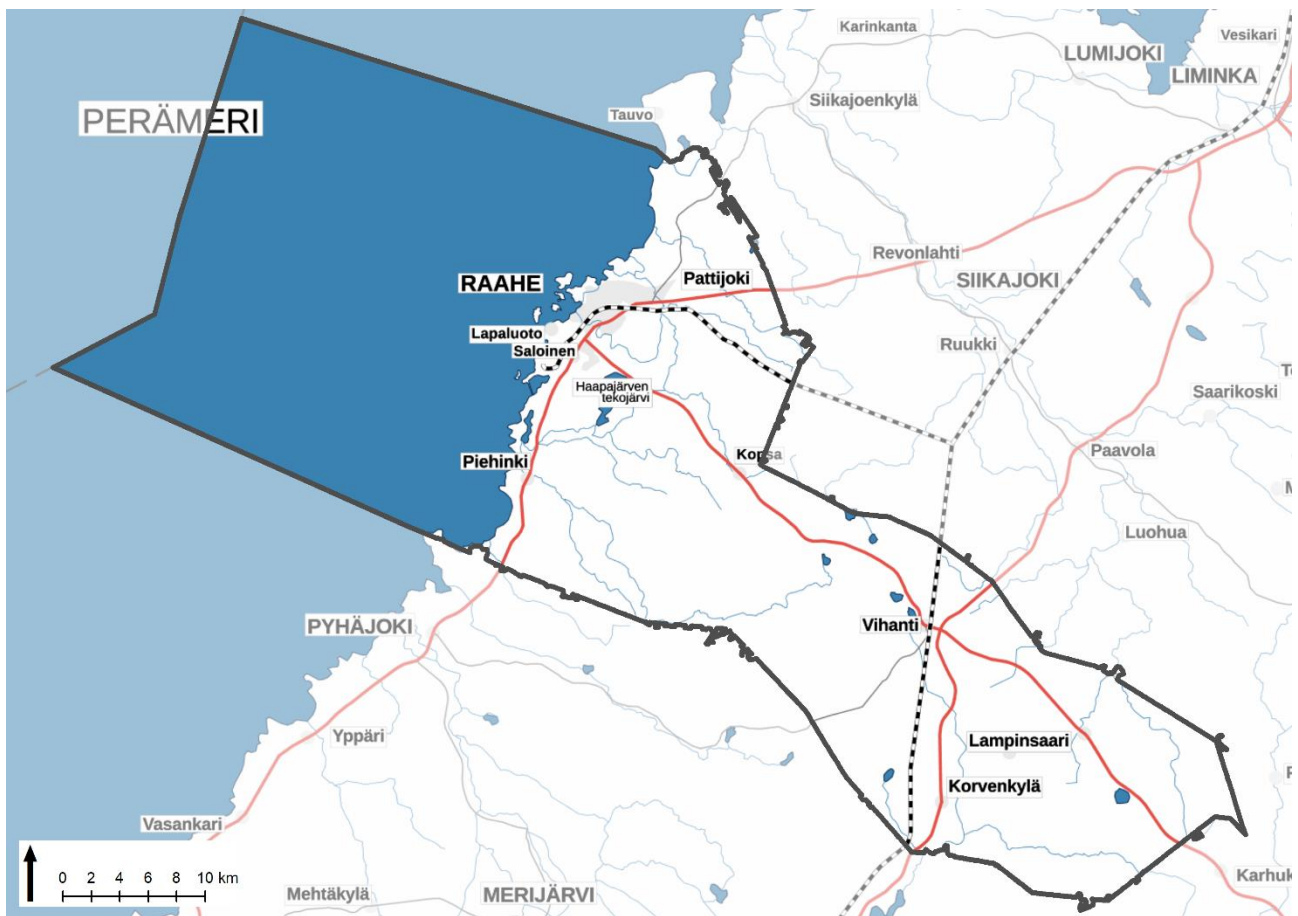 Karinkanta
Vesikari
LUMIJOKI
LIMINKA
PERÄMERI
Siikajoenkylä
Tauvo
Revonlahti
Pattijoki
RAAHE
SIIKAJOKI
Lapaluoto
Ruukki
Saloinen
Haapajärven
tekojärvi
Saarikoski
Paavola
Kopsa
Piehinki
Luohua
Vihanti
PYHÄJOKI
Yppäri
Lampinsaari
Korvenkylä
Vasankari
0 2 4 6 8 10 km
Mehtäkylä
MERIJÄRVI
Karhuk